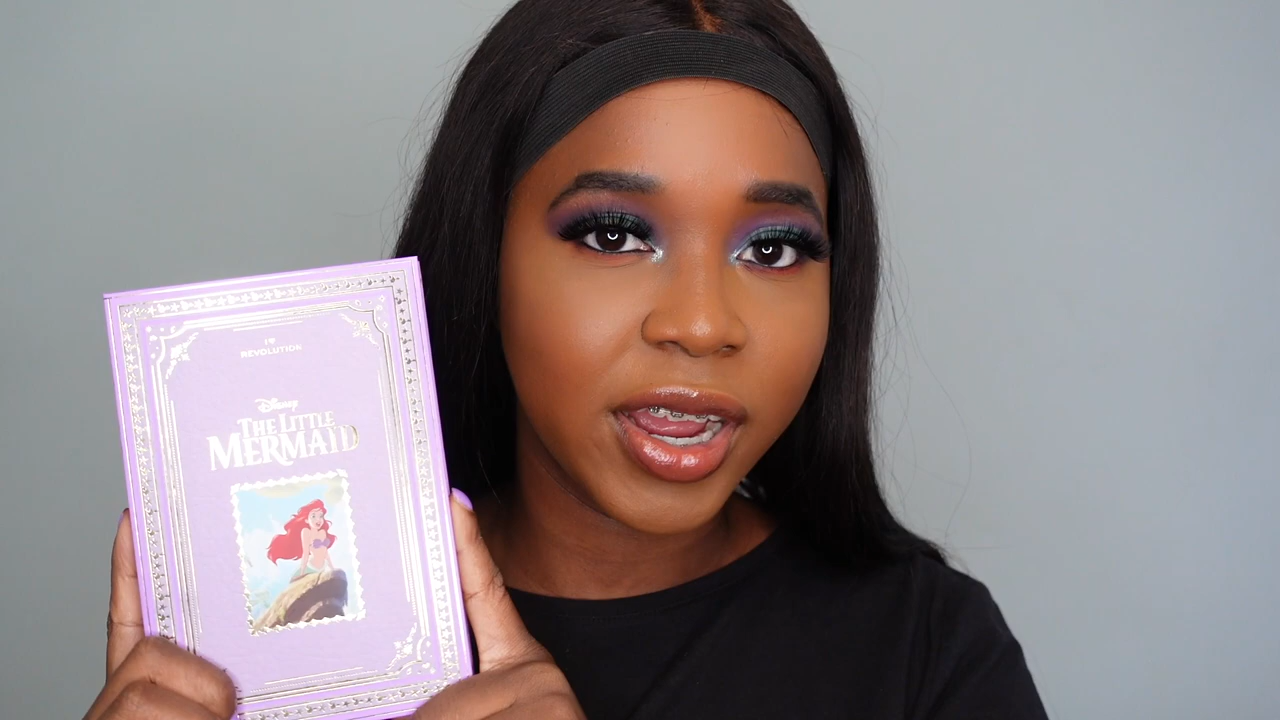 I ♥
REVOLUTION
Disney
THE LITTLE
MERMAID